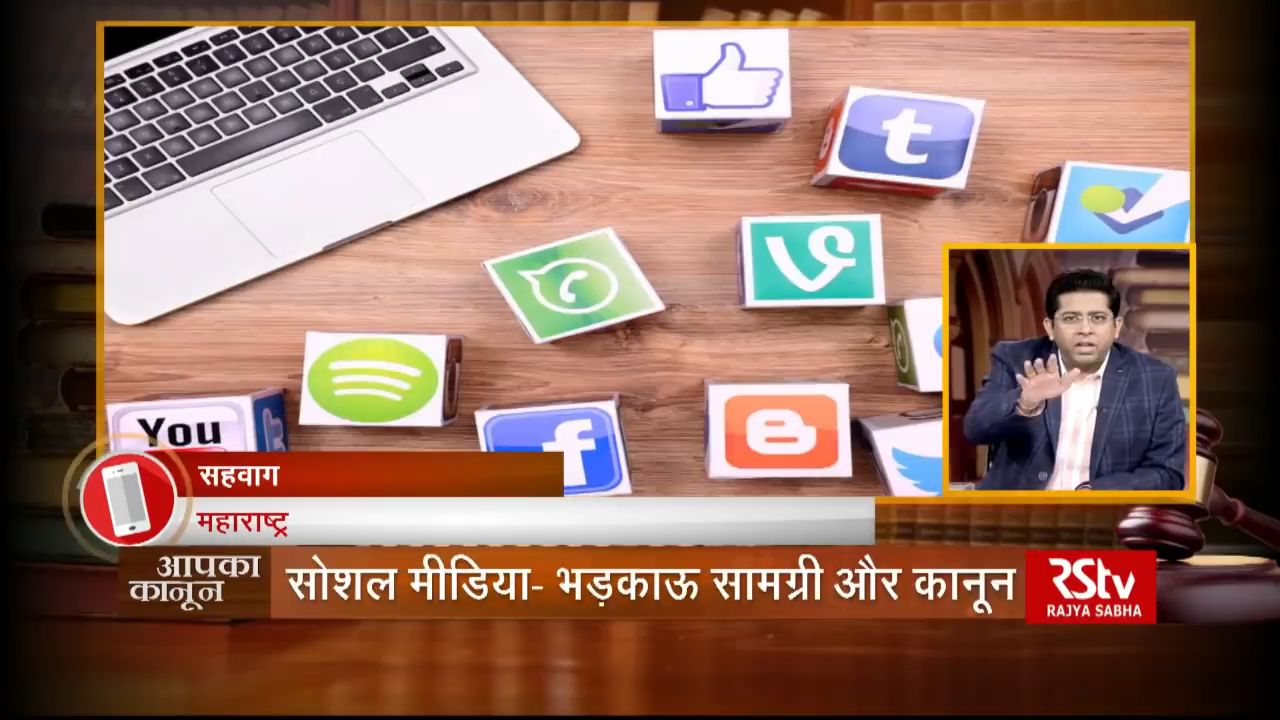 You
सहवाग
महाराष्ट्र
आपका
कानून
सोशल मीडिया- भड़काऊ सामग्री और कानून
RStv
RAJYA SABHA